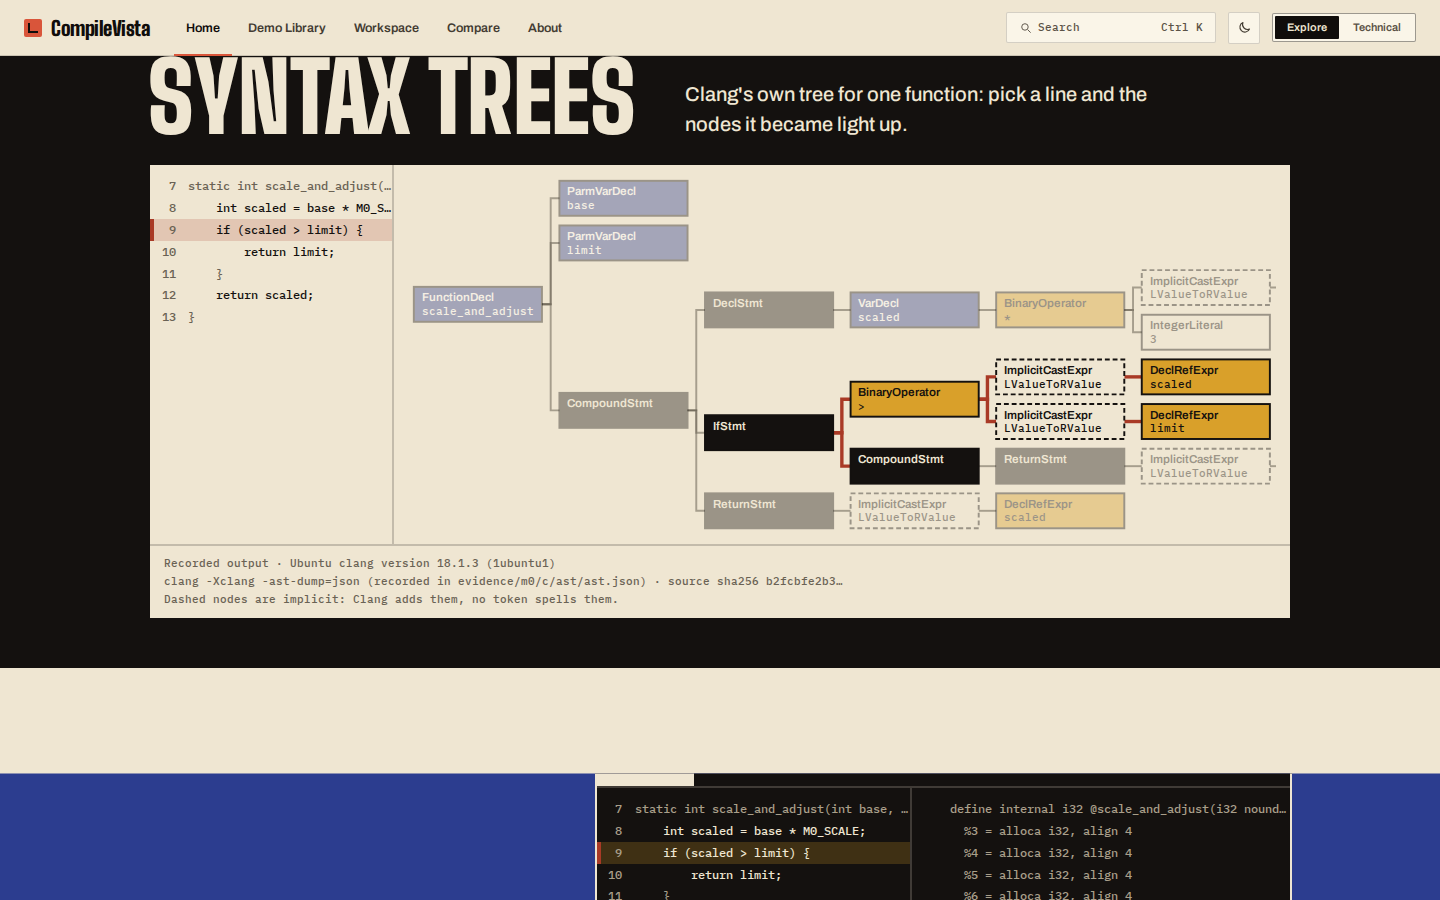 CompileVista
Home
Demo Library
Workspace
Compare
About
Search
Ctrl K
Explore
Technical
SYNTAX TREES
Clang's own tree for one function: pick a line and the
nodes it became light up.
7 static int scale_and_adjust(…
8 int scaled = base * M0_S…
9 if (scaled > limit) {
10 return limit;
11 }
12 return scaled;
13 }
ParmVarDecl
base
ParmVarDecl
limit
FunctionDecl
scale_and_adjust
DeclStmt
VarDecl
scaled
BinaryOperator
*
ImplicitCastExpr
LValueToRValue
IntegerLiteral
3
CompoundStmt
IfStmt
BinaryOperator
>
ImplicitCastExpr
LValueToRValue
DeclRefExpr
scaled
ImplicitCastExpr
LValueToRValue
DeclRefExpr
limit
CompoundStmt
ReturnStmt
ImplicitCastExpr
LValueToRValue
ReturnStmt
ImplicitCastExpr
LValueToRValue
DeclRefExpr
scaled
Recorded output · Ubuntu clang version 18.1.3 (1ubuntu1)
clang -Xclang -ast-dump=json (recorded in evidence/m0/c/ast/ast.json) · source sha256 b2fcbfe2b3…
Dashed nodes are implicit: Clang adds them, no token spells them.
7 static int scale_and_adjust(int base, …
8 int scaled = base * M0_SCALE;
9 if (scaled > limit) {
10 return limit;
11 }
define internal i32 @scale_and_adjust(i32 nound…
%3 = alloca i32, align 4
%4 = alloca i32, align 4
%5 = alloca i32, align 4
%6 = alloca i32, align 4